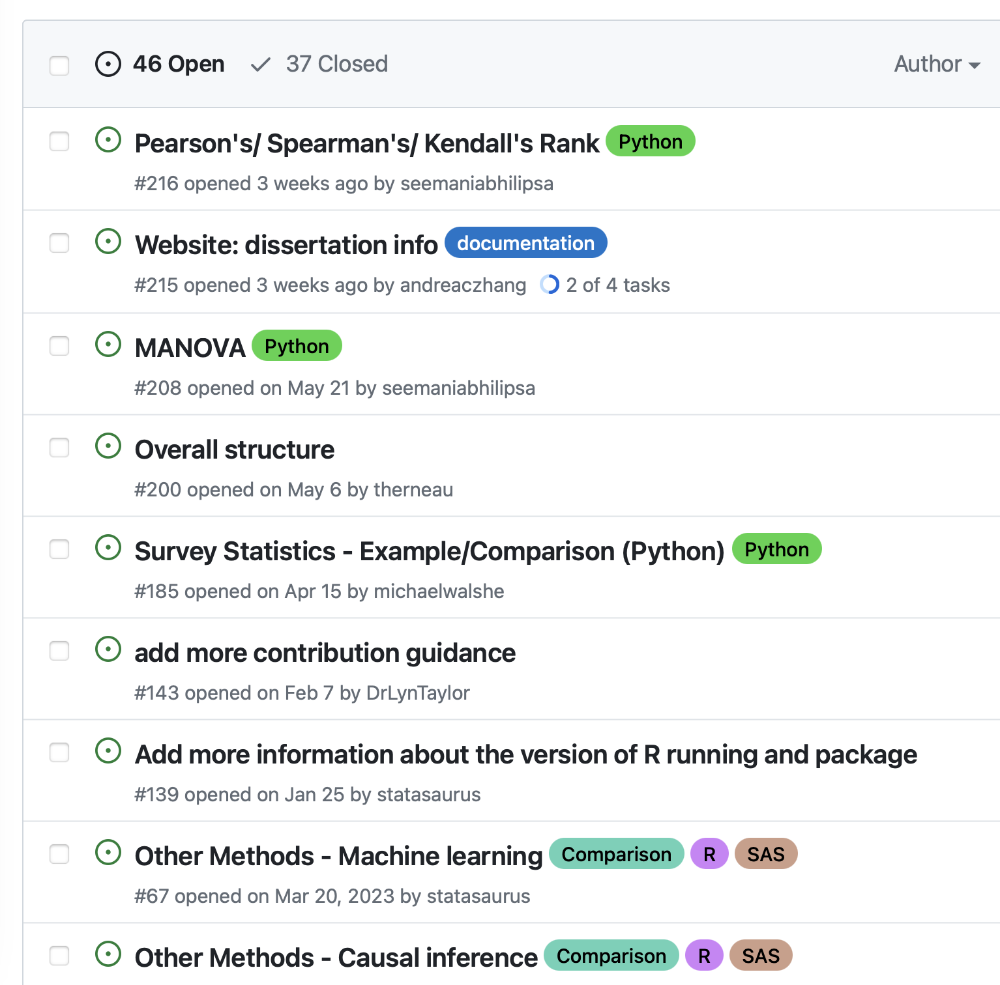 46 Open 37 Closed Author
Pearson's/ Spearman's/ Kendall's Rank Python
#216 opened 3 weeks ago by seemaniabhilipsa
Website: dissertation info documentation
#215 opened 3 weeks ago by andreaczhang 2 of 4 tasks
MANOVA Python
#208 opened on May 21 by seemaniabhilipsa
Overall structure
#200 opened on May 6 by therneau
Survey Statistics - Example/Comparison (Python) Python
#185 opened on Apr 15 by michaelwalshe
add more contribution guidance
#143 opened on Feb 7 by DrLynTaylor
Add more information about the version of R running and package
#139 opened on Jan 25 by statasaurus
Other Methods - Machine learning Comparison R SAS
#67 opened on Mar 20, 2023 by statasaurus
Other Methods - Causal inference Comparison R SAS